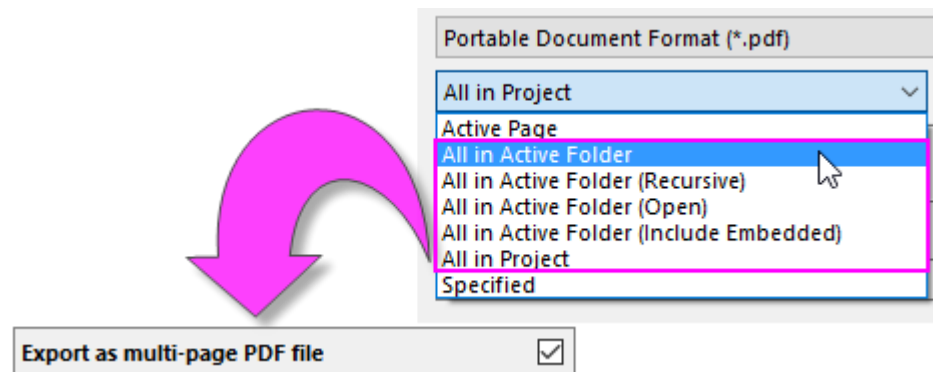 Portable Document Format (*.pdf)
All in Project
Active Page
All in Active Folder
All in Active Folder (Recursive)
All in Active Folder (Open)
All in Active Folder (Include Embedded)
All in Project
Specified
Export as multi-page PDF file